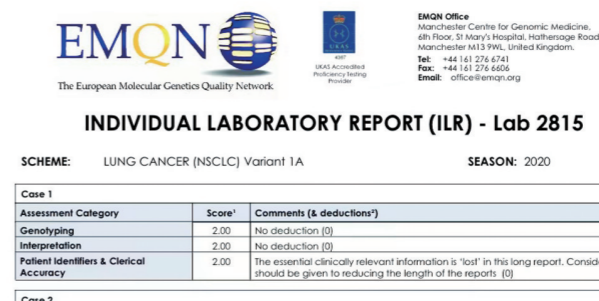 EMQN
The European Molecular Genetics Quality Network
UKAS
4397
UKAS Accredited
Proficiency Testing
Provider
EMQN Office
Manchester Centre for Genomic Medicine,
6th Floor, St Mary's Hospital, Hathersage Road
Manchester M13 9WL, United Kingdom.
Tel: +44 161 276 6741
Fax: +44 161 276 6606
Email: office@emqn.org
INDIVIDUAL LABORATORY REPORT (ILR) - Lab 2815
SCHEME: LUNG CANCER (NSCLC) Variant 1A SEASON: 2020
Case 1
Assessment Category Score¹ Comments (& deductions²)
Genotyping 2.00 No deduction (0)
Interpretation 2.00 No deduction (0)
Patient Identifiers & Clerical 2.00 The essential clinically relevant information is 'lost' in this long report. Consid
Accuracy should be given to reducing the length of the reports (0)
Case 2